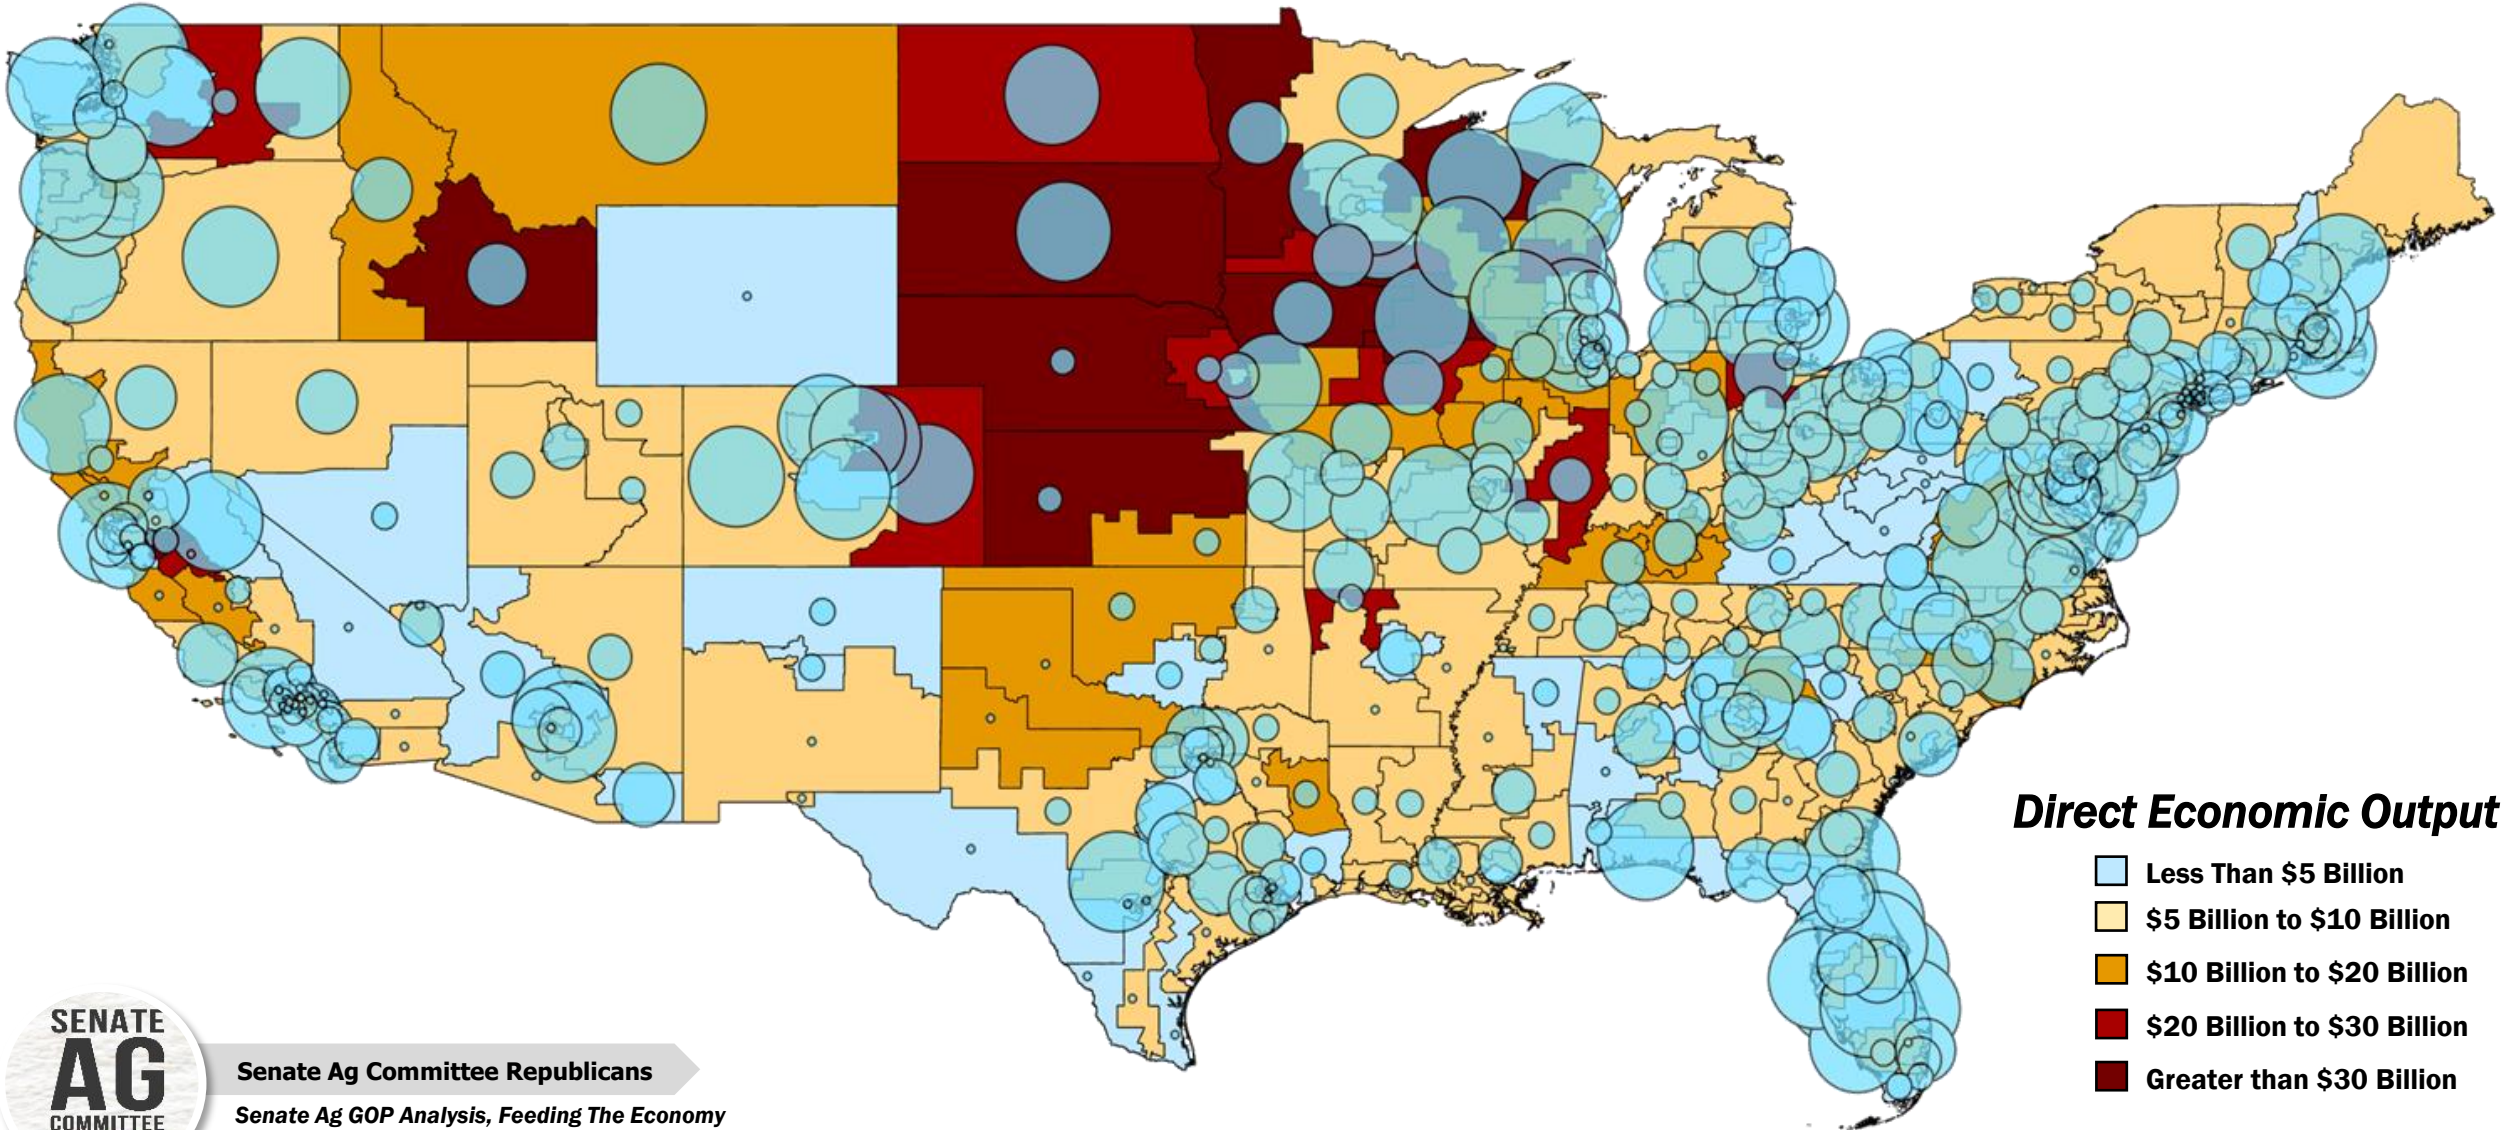 Direct Economic Output
Less Than $5 Billion
$5 Billion to $10 Billion
$10 Billion to $20 Billion
$20 Billion to $30 Billion
Greater than $30 Billion
SENATE
AG
COMMITTEE
Senate Ag Committee Republicans
Senate Ag GOP Analysis, Feeding The Economy